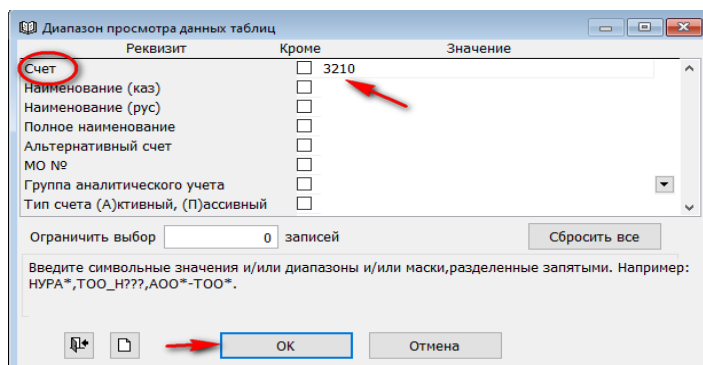 Диапазон просмотра данных таблиц
Реквизит Кроме Значение
Счет 3210
Наименование (каз)
Наименование (рус)
Полное наименование
Альтернативный счет
МО №
Группа аналитического учета
Тип счета (А)ктивный, (П)ассивный
Ограничить выбор 0 записей Сбросить все
Введите символьные значения и/или диапазоны и/или маски,разделенные запятыми. Например:
НУРА*,ТОО_Н???,АОО*-ТОО*.
ОК Отмена